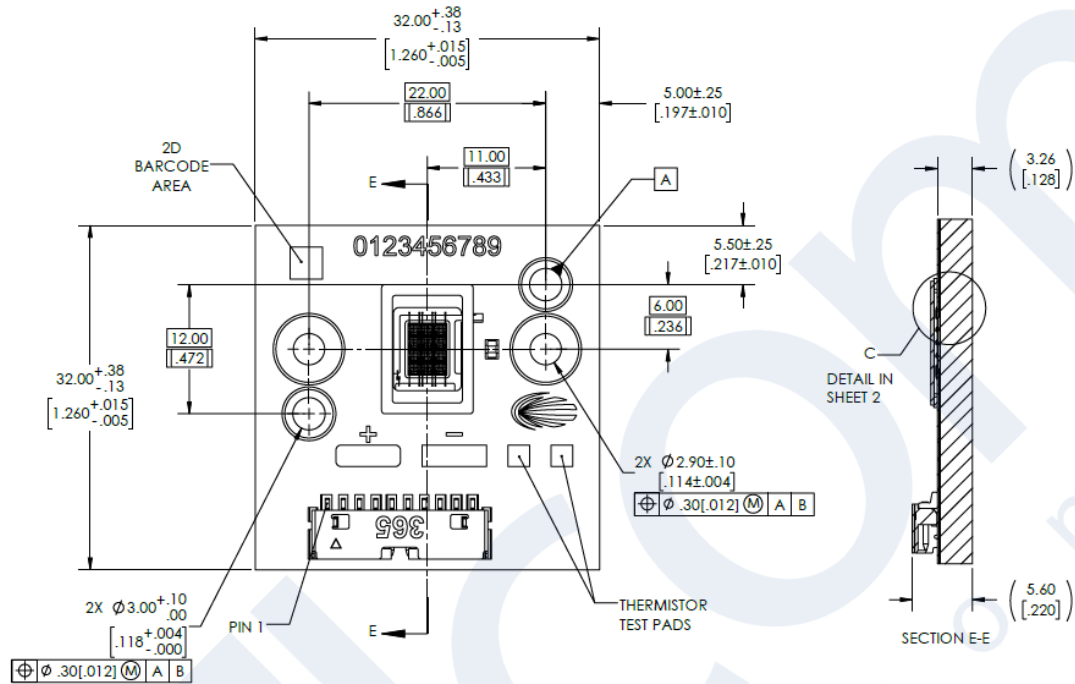 32.00 +.38 -.13
[1.260 +.015 -.005]
22.00
[.866]
5.00±.25
[.197±.010]
11.00
[.433]
2D
BARCODE
AREA
E
A
3.26
[.128]
0123456789
5.50±.25
[.217±.010]
6.00
[.236]
12.00
[.472]
C
DETAIL IN
SHEET 2
32.00 +.38 -.13
[1.260 +.015 -.005]
+
-
2X Ø2.90±.10
[.114±.004]
⌖ Ø .30[.012] Ⓜ A B
365
2X Ø3.00 +.10 .00
[.118 +.004 -.000]
⌖ Ø .30[.012] Ⓜ A B
PIN 1
E
THERMISTOR
TEST PADS
5.60
[.220]
SECTION E-E